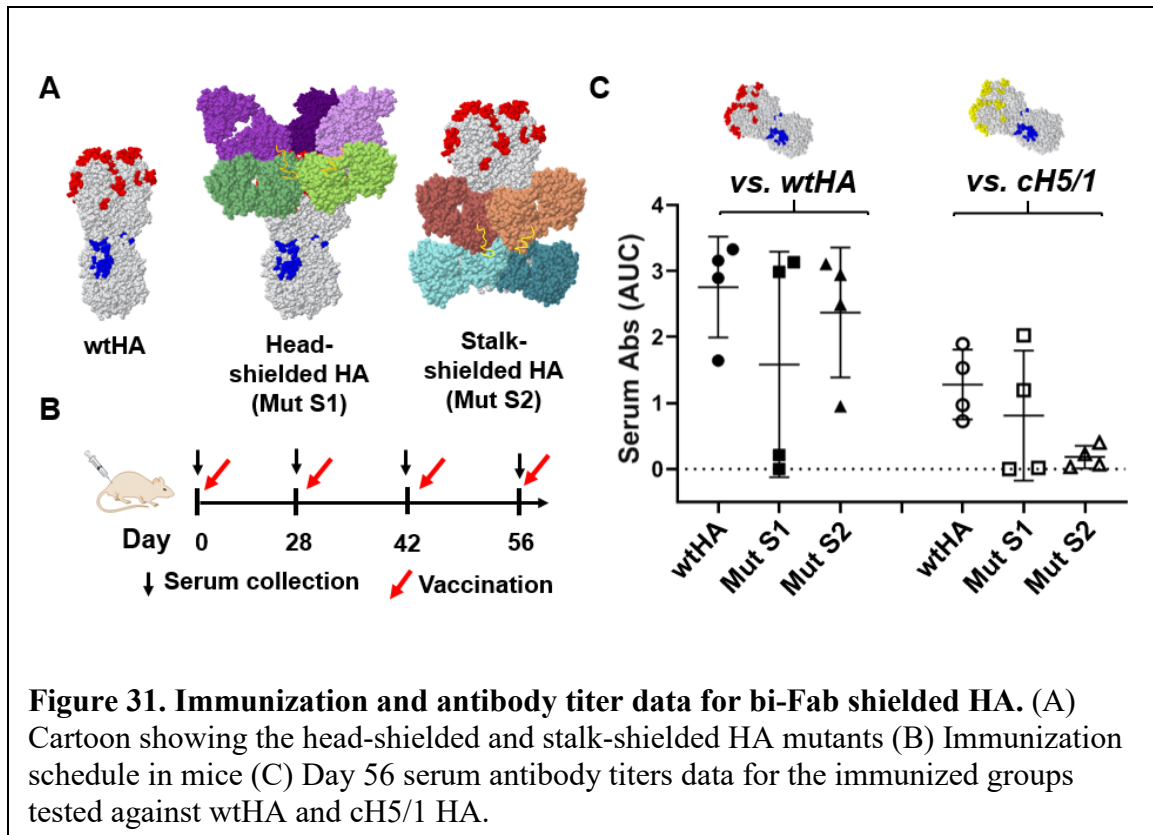 A
wtHA
Head-
shielded HA
(Mut S1)
Stalk-
shielded HA
(Mut S2)
B
Day 0 28 42 56
Serum collection Vaccination
C
vs. wtHA vs. cH5/1
Serum Abs (AUC)
4
3
2
1
0
wtHA
Mut S1
Mut S2
wtHA
Mut S1
Mut S2
Figure 31. Immunization and antibody titer data for bi-Fab shielded HA. (A)
Cartoon showing the head-shielded and stalk-shielded HA mutants (B) Immunization
schedule in mice (C) Day 56 serum antibody titers data for the immunized groups
tested against wtHA and cH5/1 HA.